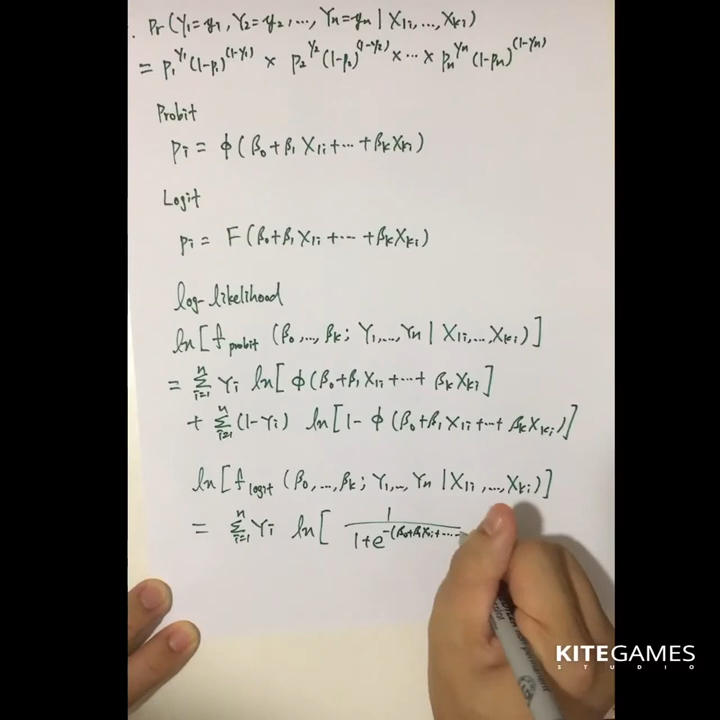 . Pr(Y₁=y₁, Y₂=y₂, ..., Yn=yn | X₁i, ..., Xki)
= p₁^Y₁ (1-p₁)^(1-Y₁) × p₂^Y₂ (1-p₂)^(1-Y₂) × ... × pn^Yn (1-pn)^(1-Yn)
Probit
pi = ϕ(β₀+β₁X₁i+...+βkXki)
Logit
pi = F(β₀+β₁X₁i+...+βkXki)
log-likelihood
ln[fprobit (β₀,...,βk; Y₁,...,Yn | X₁i,...,Xki)]
= Σ_{i=1}^n Yi ln[ϕ(β₀+β₁X₁i+...+βkXki]
+ Σ_{i=1}^n (1-Yi) ln[1-ϕ(β₀+β₁X₁i+...+βkXki)]
ln[flogit (β₀,...,βk; Y₁,...,Yn | X₁i,...,Xki)]
= Σ_{i=1}^n Yi ln[ 1 / 1+e^-(β₀+β₁X₁i+...
KITEGAMES
STUDIO